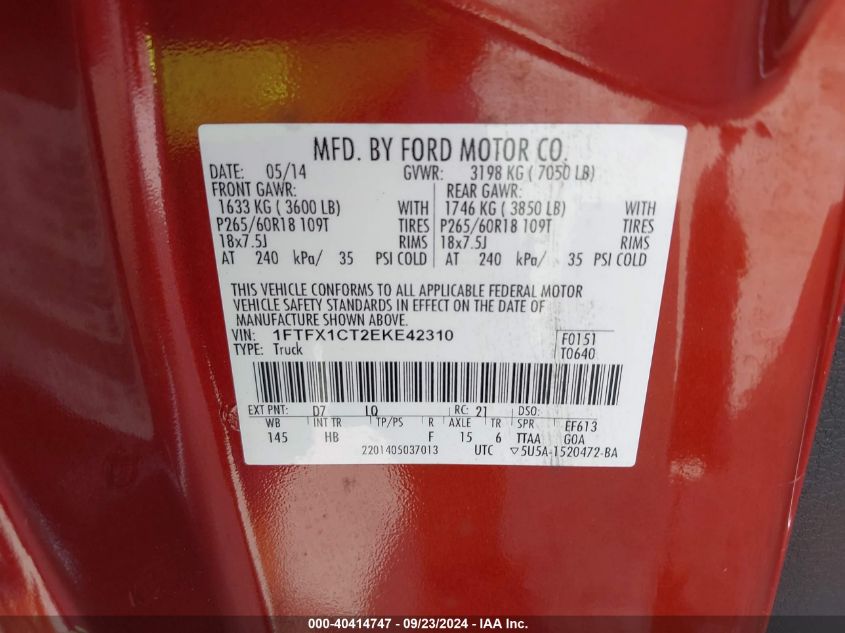 MFD. BY FORD MOTOR CO.
DATE: 05/14 GVWR: 3198 KG ( 7050 LB)
FRONT GAWR: REAR GAWR:
1633 KG ( 3600 LB) WITH 1746 KG ( 3850 LB) WITH
P265/60R18 109T TIRES P265/60R18 109T TIRES
18x7.5J RIMS 18x7.5J RIMS
AT 240 kPa/ 35 PSI COLD AT 240 kPa/ 35 PSI COLD
THIS VEHICLE CONFORMS TO ALL APPLICABLE FEDERAL MOTOR
VEHICLE SAFETY STANDARDS IN EFFECT ON THE DATE OF
MANUFACTURE SHOWN ABOVE.
VIN: 1FTFX1CT2EKE42310 F0151
TYPE: Truck T0640
EXT PNT: D7 LQ RC: 21 DSO:
WB INT TR TP/PS R AXLE TR SPR EF613
145 HB F 15 6 TTAA GOA
2201405037013 UTC ▽5U5A-1520472-BA
000-40414747 - 09/23/2024 - IAA Inc.